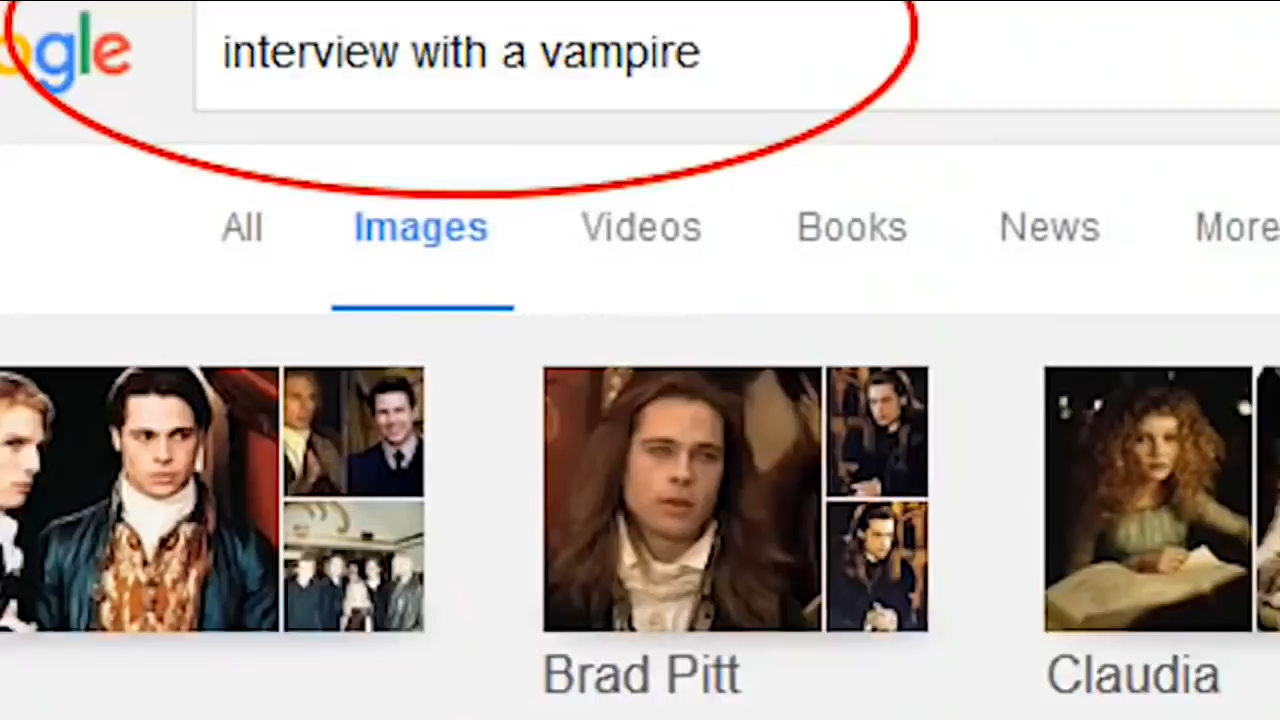 ogle
interview with a vampire
All Images Videos Books News More
Brad Pitt Claudia